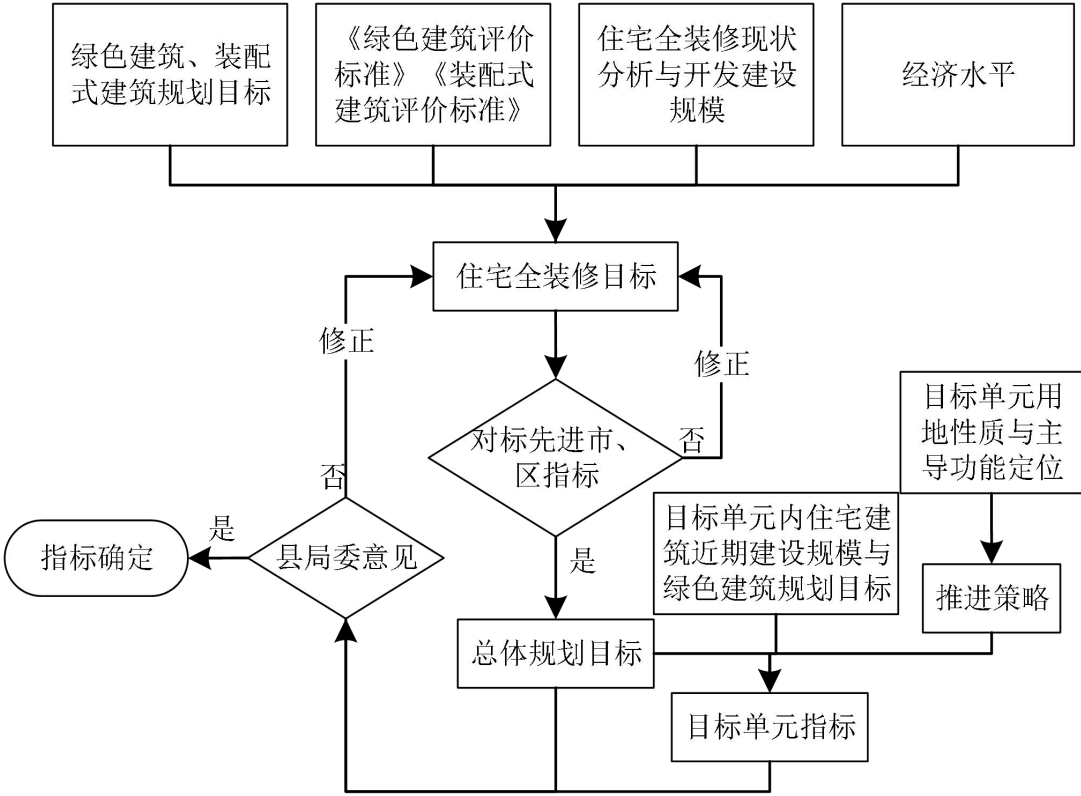 绿色建筑、装配
式建筑规划目标
《绿色建筑评价
标准》《装配式
建筑评价标准》
住宅全装修现状
分析与开发建设
规模
经济水平
住宅全装修目标
修正
修正
对标先进市、
区指标
否
目标单元用
地性质与主
导功能定位
否
是
指标确定
县局委意见
是
目标单元内住宅建
筑近期建设规模与
绿色建筑规划目标
推进策略
总体规划目标
目标单元指标